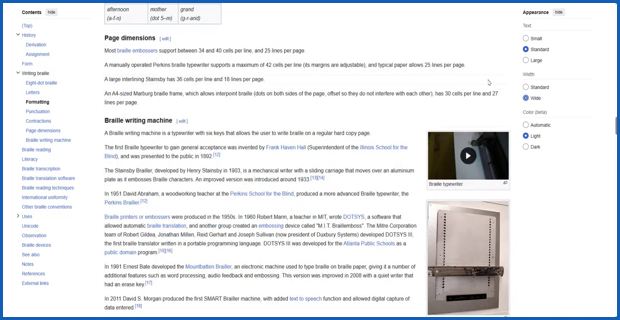 Contents hide
(Top)
History
Derivation
Assignment
Form
Writing braille
Eight-dot braille
Letters
Formatting
Punctuation
Contractions
Page dimensions
Braille writing machine
Braille reading
Literacy
Braille transcription
Braille translation software
Braille reading techniques
International uniformity
Other braille conventions
Uses
Unicode
Observation
Braille devices
See also
Notes
References
External links
afternoon mother grand
(a-f-n) (dot 5–m) (g-r-and)
Page dimensions [ edit ]
Most braille embossers support between 34 and 40 cells per line, and 25 lines per page.
A manually operated Perkins braille typewriter supports a maximum of 42 cells per line (its margins are adjustable), and typical paper allows 25 lines per page.
A large interlining Stainsby has 36 cells per line and 18 lines per page.
An A4-sized Marburg braille frame, which allows interpoint braille (dots on both sides of the page, offset so they do not interfere with each other), has 30 cells per line and 27
lines per page.
Braille writing machine [ edit ]
A Braille writing machine is a typewriter with six keys that allows the user to write braille on a regular hard copy page.
The first Braille typewriter to gain general acceptance was invented by Frank Haven Hall (Superintendent of the Illinois School for the
Blind), and was presented to the public in 1892.[12]
The Stainsby Brailler, developed by Henry Stainsby in 1903, is a mechanical writer with a sliding carriage that moves over an aluminium
plate as it embosses Braille characters. An improved version was introduced around 1933.[13][14]
In 1951 David Abraham, a woodworking teacher at the Perkins School for the Blind, produced a more advanced Braille typewriter, the
Perkins Brailler.[12]
Braille printers or embossers were produced in the 1950s. In 1960 Robert Mann, a teacher in MIT, wrote DOTSYS, a software that
allowed automatic braille translation, and another group created an embossing device called "M.I.T. Braillemboss". The Mitre Corporation
team of Robert Gildea, Jonathan Millen, Reid Gerhart and Joseph Sullivan (now president of Duxbury Systems) developed DOTSYS III,
the first braille translator written in a portable programming language. DOTSYS III was developed for the Atlanta Public Schools as a
public domain program.[15][16]
In 1991 Ernest Bate developed the Mountbatten Brailler, an electronic machine used to type braille on braille paper, giving it a number of
additional features such as word processing, audio feedback and embossing. This version was improved in 2008 with a quiet writer that
had an erase key.[17]
In 2011 David S. Morgan produced the first SMART Brailler machine, with added text to speech function and allowed digital capture of
data entered.[18]
Braille typewriter
Appearance hide
Text
Small
Standard
Large
Width
Standard
Wide
Color (beta)
Automatic
Light
Dark